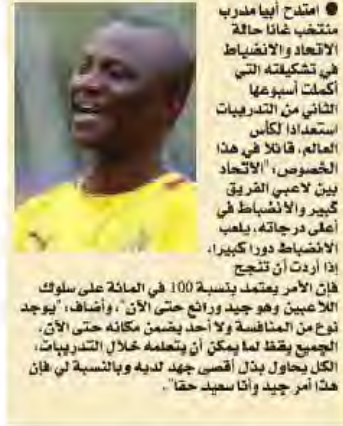 ● امتدح أبيا مدرب
منتخب غانا حالة
الاتحاد والانضباط
في تشكيلته التي
أكملت أسبوعها
الثاني من التدريبات
استعدادا لكأس
العالم، قائلا في هذا
الخصوص: "الاتحاد
بين لاعبي الفريق
كبير والانضباط في
أعلى درجاته، يلعب
الانضباط دورا كبيرا،
إذا أردت أن تنجح
فإن الأمر يعتمد بنسبة 100 في المائة على سلوك
اللاعبين وهو جيد ورائع حتى الآن"، وأضاف: "يوجد
نوع من المنافسة ولا أحد يضمن مكانه حتى الآن،
الجميع يقظ لما يمكن أن يتعلمه خلال التدريبات،
الكل يحاول بذل أقصى جهد لديه وبالنسبة لي فإن
هذا أمر جيد وأنا سعيد حقا".